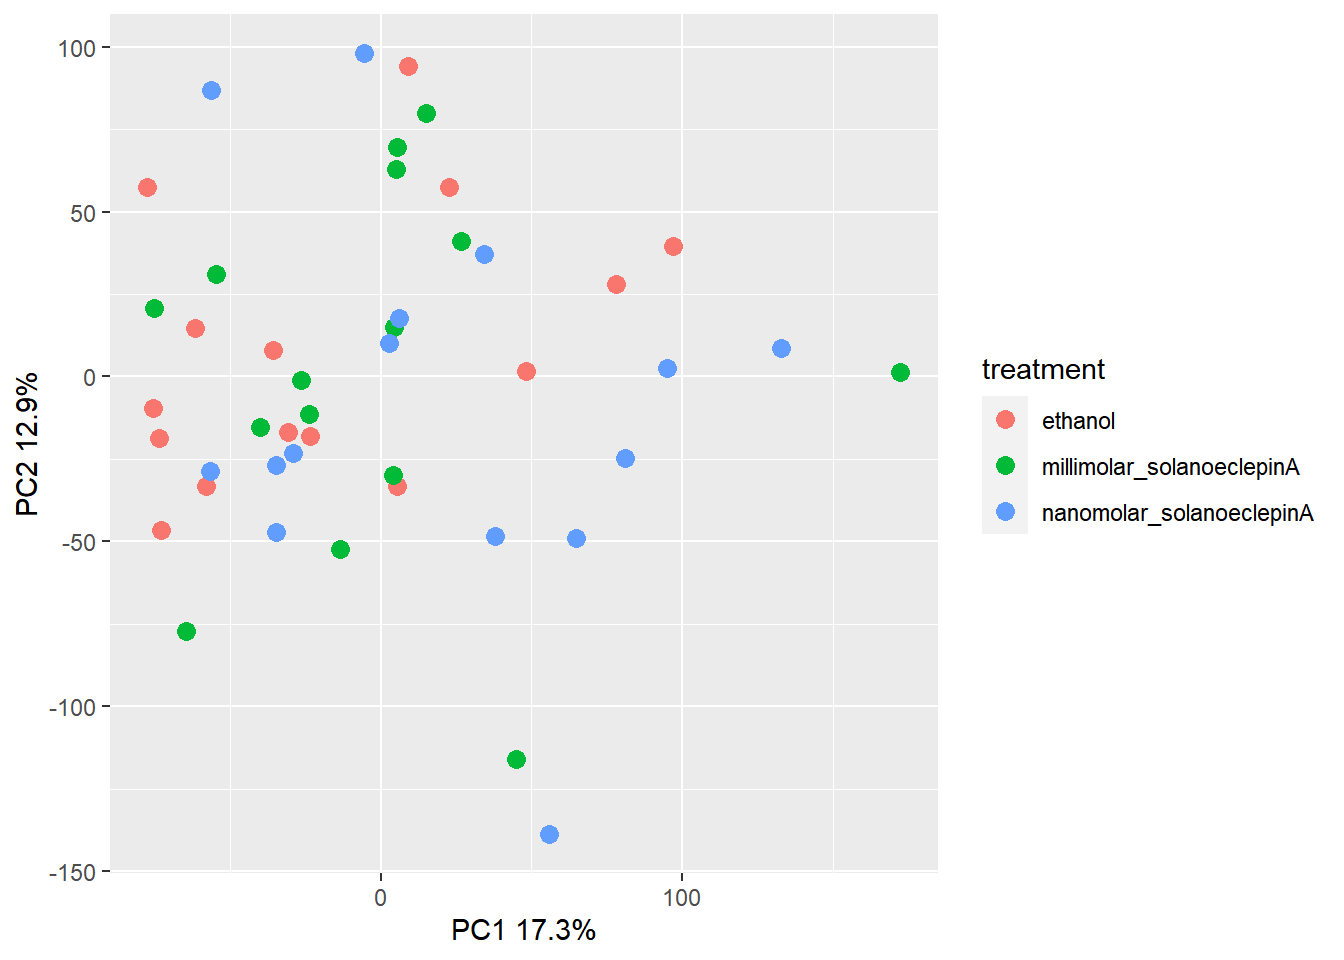 100
50
0
-50
-100
-150
PC2 12.9%
0 100
PC1 17.3%
treatment
ethanol
millimolar_solanoeclepinA
nanomolar_solanoeclepinA